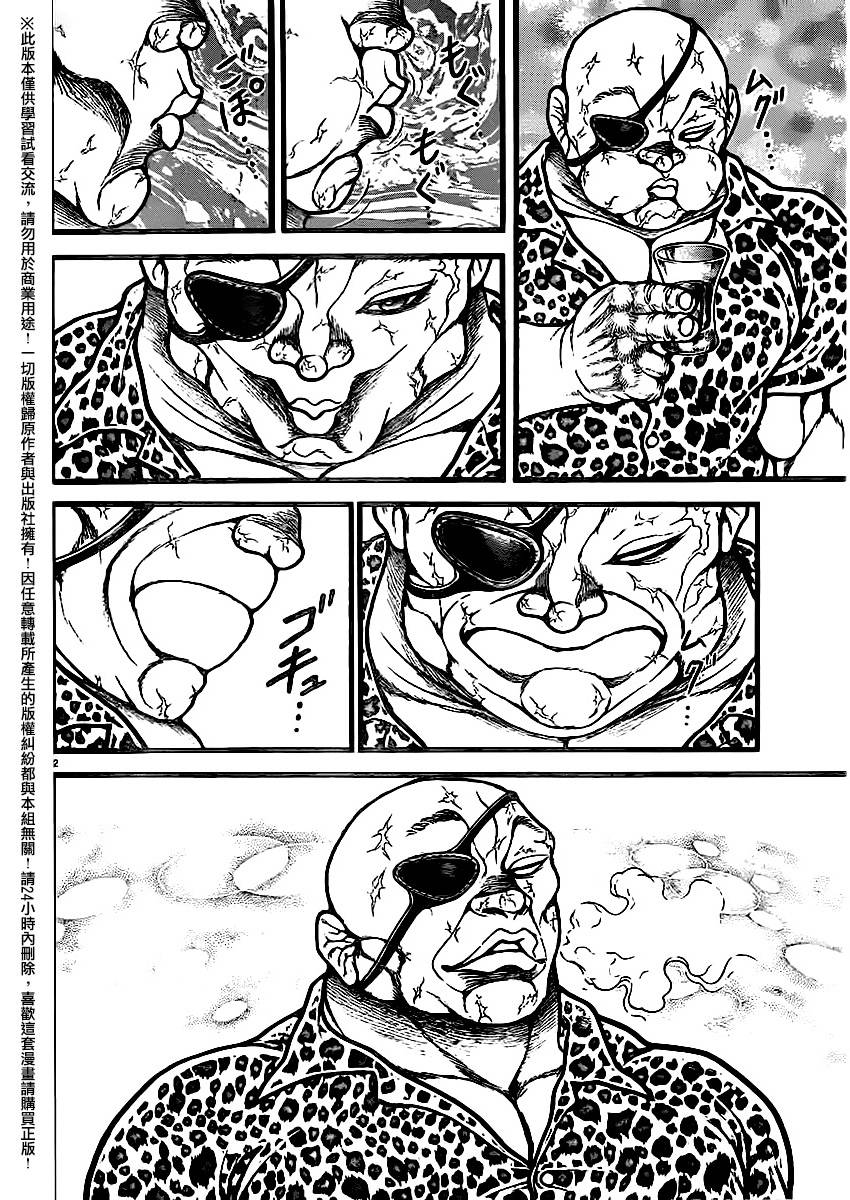 ムグ…
もぐ…
もぐ…
ごぽ…
ムグ…
ゴキュ…
2
※此版本僅供學習試看交流，請勿用於商業用途！一切版權歸原作者與出版社擁有！因任意轉載所產生的版權糾紛都與本組無關！請24小時內刪除，喜歡這套漫畫請購買正版！